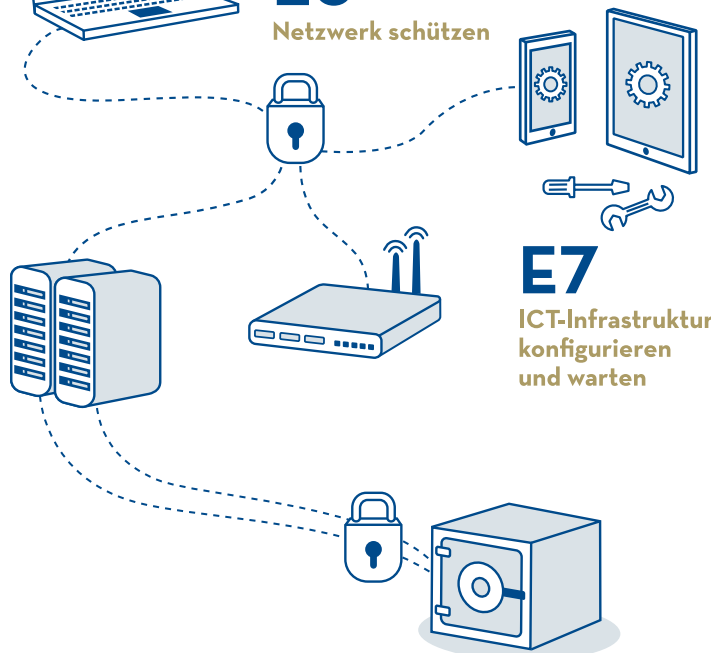 Netzwerk schützen
E7
ICT-Infrastruktur
konfigurieren
und warten